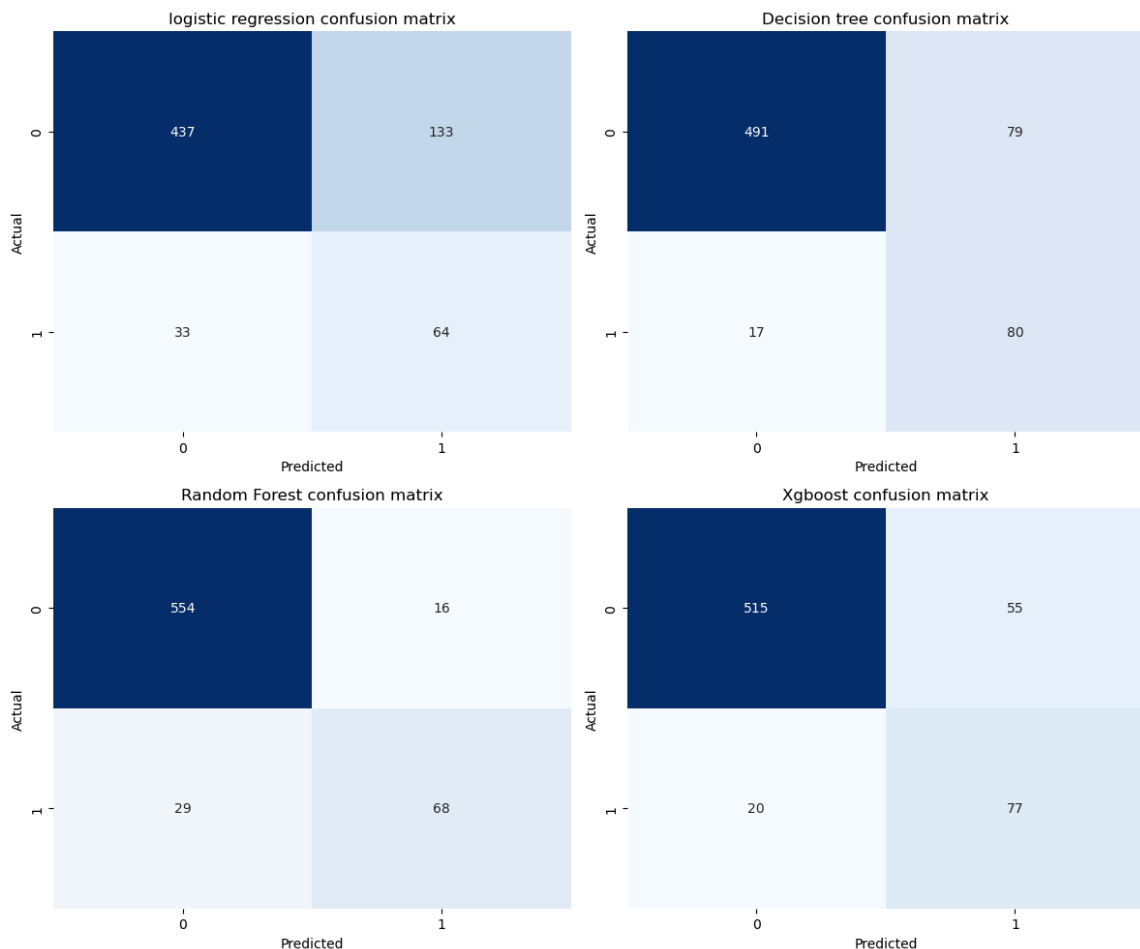 logistic regression confusion matrix
Decision tree confusion matrix
0
437
133
0
491
79
Actual
Actual
1
33
64
1
17
80
0
1
0
1
Predicted
Predicted
Random Forest confusion matrix
Xgboost confusion matrix
0
554
16
0
515
55
Actual
Actual
1
29
68
1
20
77
0
1
0
1
Predicted
Predicted